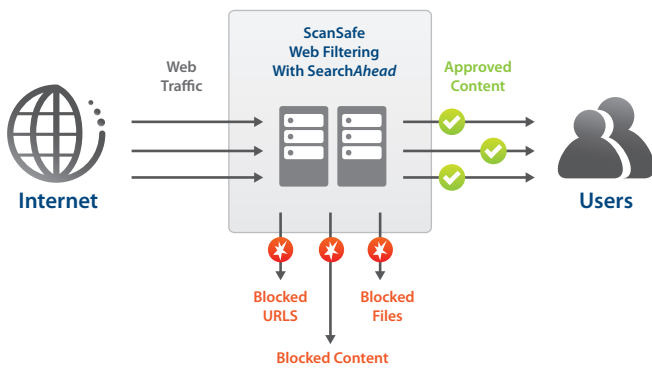 ScanSafe
Web Filtering
With SearchAhead
Web
Traffic
Approved
Content
Internet
Users
Blocked
URLS
Blocked
Files
Blocked Content